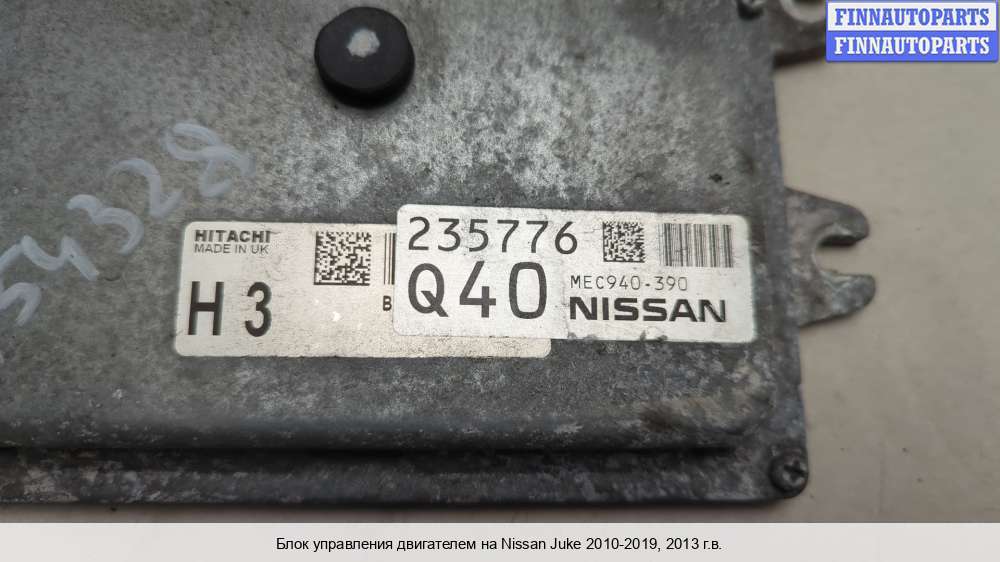 FINNAUTOPARTS
FINNAUTOPARTS
54328
HITACHI
MADE IN UK
H 3
B
235776
Q40
MEC940-390
NISSAN
Блок управления двигателем на Nissan Juke 2010-2019, 2013 г.в.